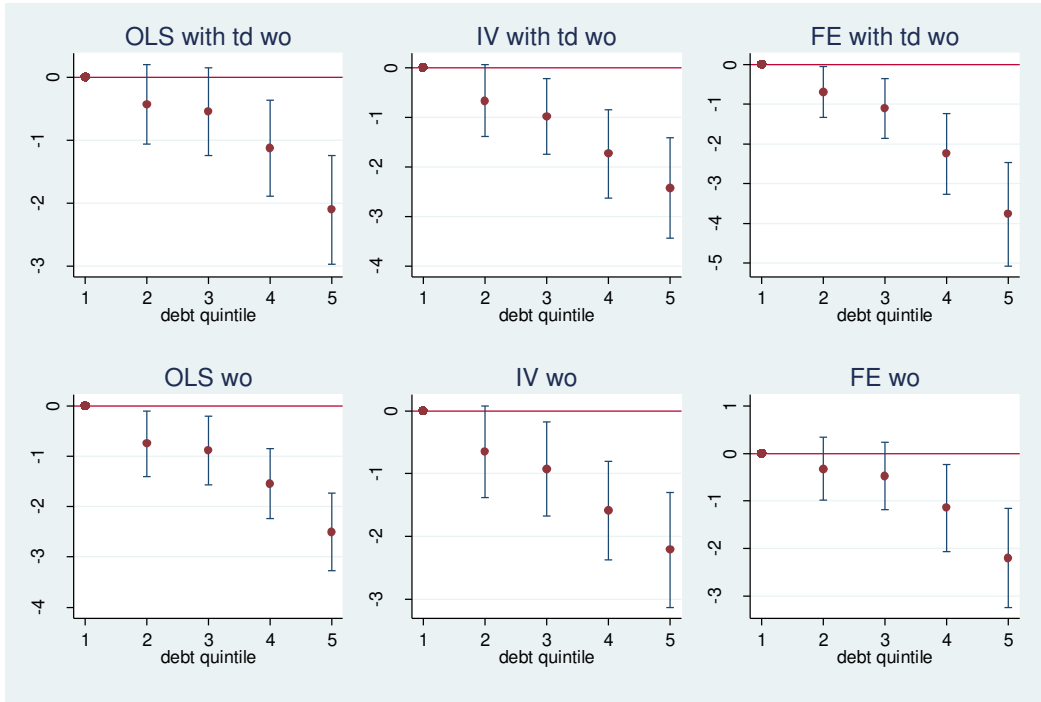 OLS with td wo
0
-1
-2
-3
1 2 3 4 5
debt quintile
IV with td wo
0
-1
-2
-3
-4
1 2 3 4 5
debt quintile
FE with td wo
0
-1
-2
-3
-4
-5
1 2 3 4 5
debt quintile
OLS wo
0
-1
-2
-3
-4
1 2 3 4 5
debt quintile
IV wo
0
-1
-2
-3
1 2 3 4 5
debt quintile
FE wo
1
0
-1
-2
-3
1 2 3 4 5
debt quintile